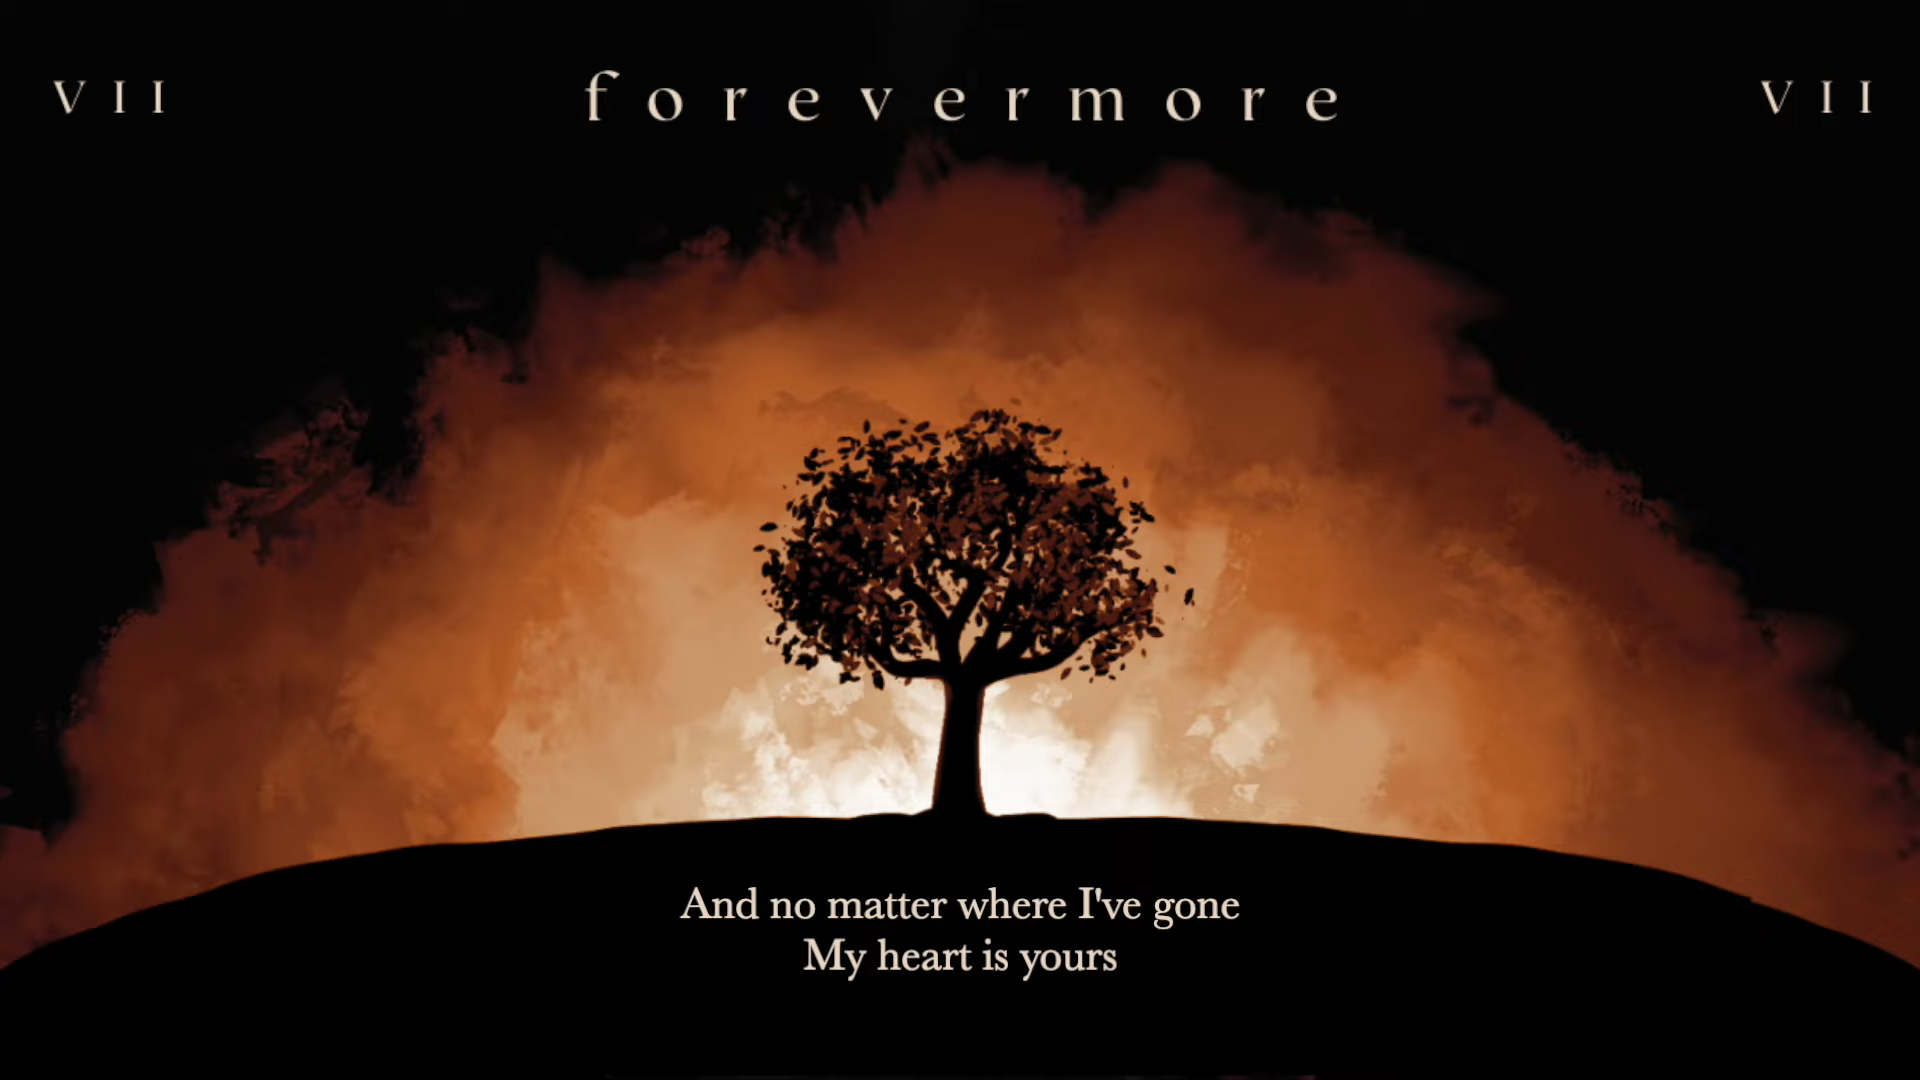 VII
forevermore
VII
And no matter where I've gone
My heart is yours